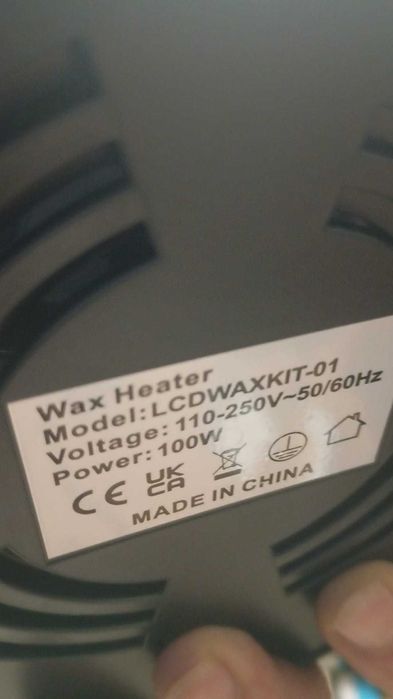 Wax Heater
Model:LCDWAXKIT-01
Voltage: 110-250V~50/60Hz
Power: 100W
CE UK CA
MADE IN CHINA